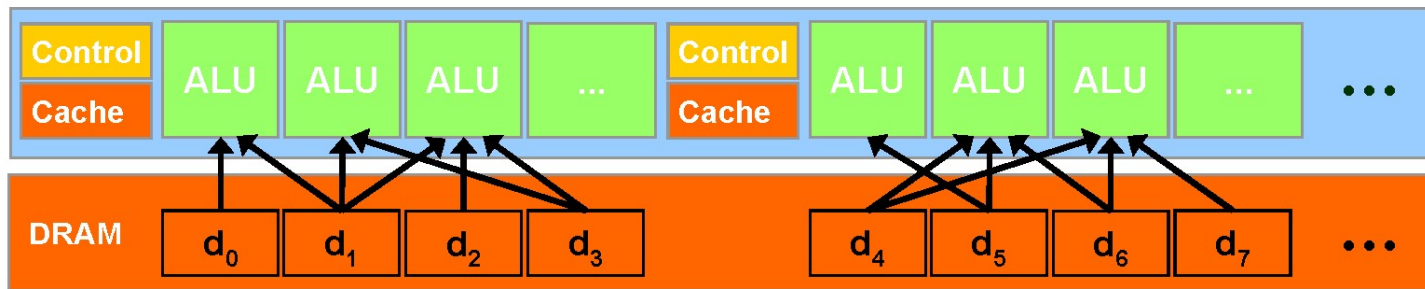 Control ALU ALU ALU ... Control ALU ALU ALU ... ...
Cache Cache
DRAM d₀ d₁ d₂ d₃ d₄ d₅ d₆ d₇ ...